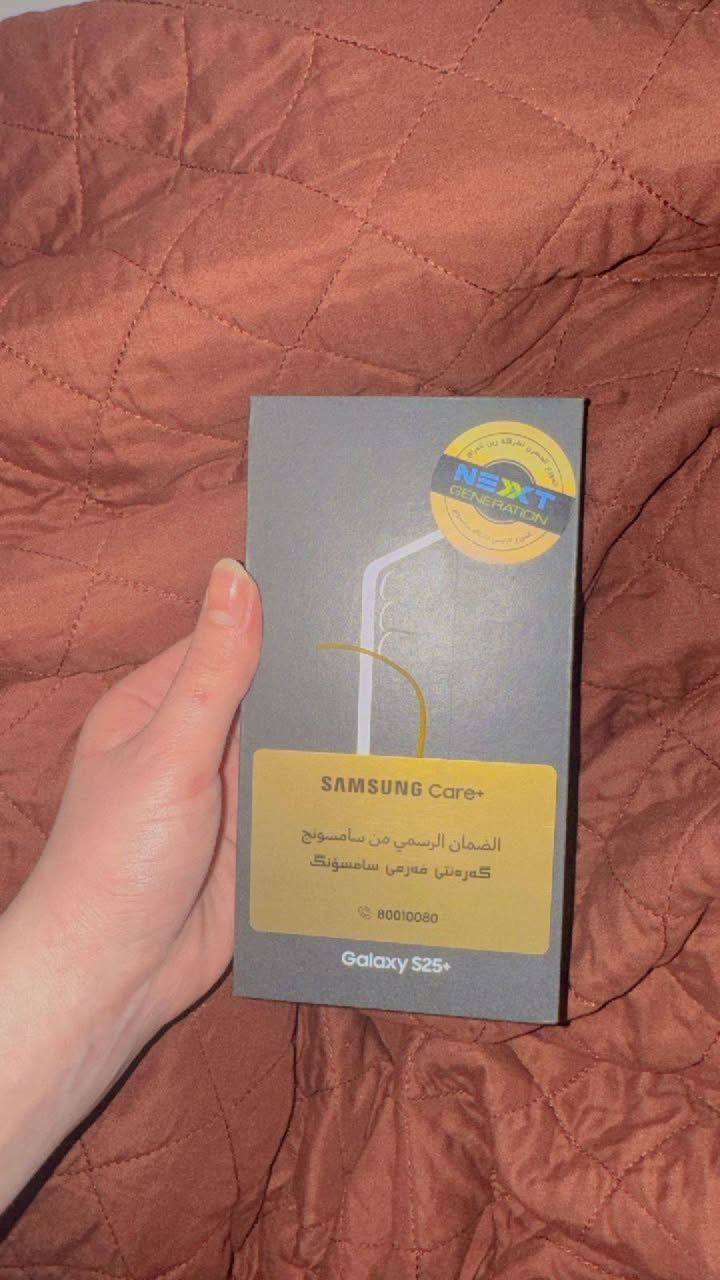 NEXT
GENERATION
SAMSUNG Care+
الضمان الرسمي من سامسونج
گەرەنتی فەرمی سامسۆنگ
80010080
Galaxy S25+